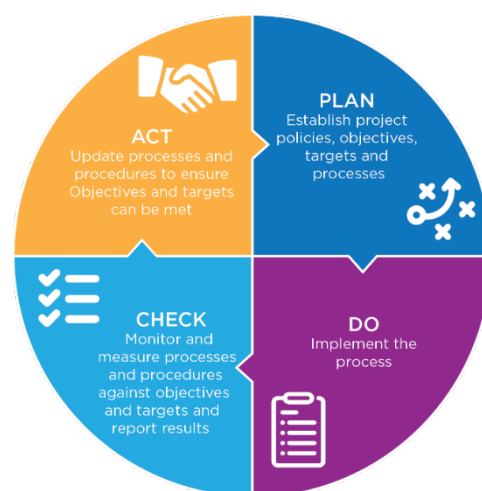 PLAN
Establish project
policies, objectives,
targets and
processes
DO
Implement the
process
CHECK
Monitor and
measure processes
and procedures
against objectives
and targets and
report results
ACT
Update processes and
procedures to ensure
Objectives and targets
can be met